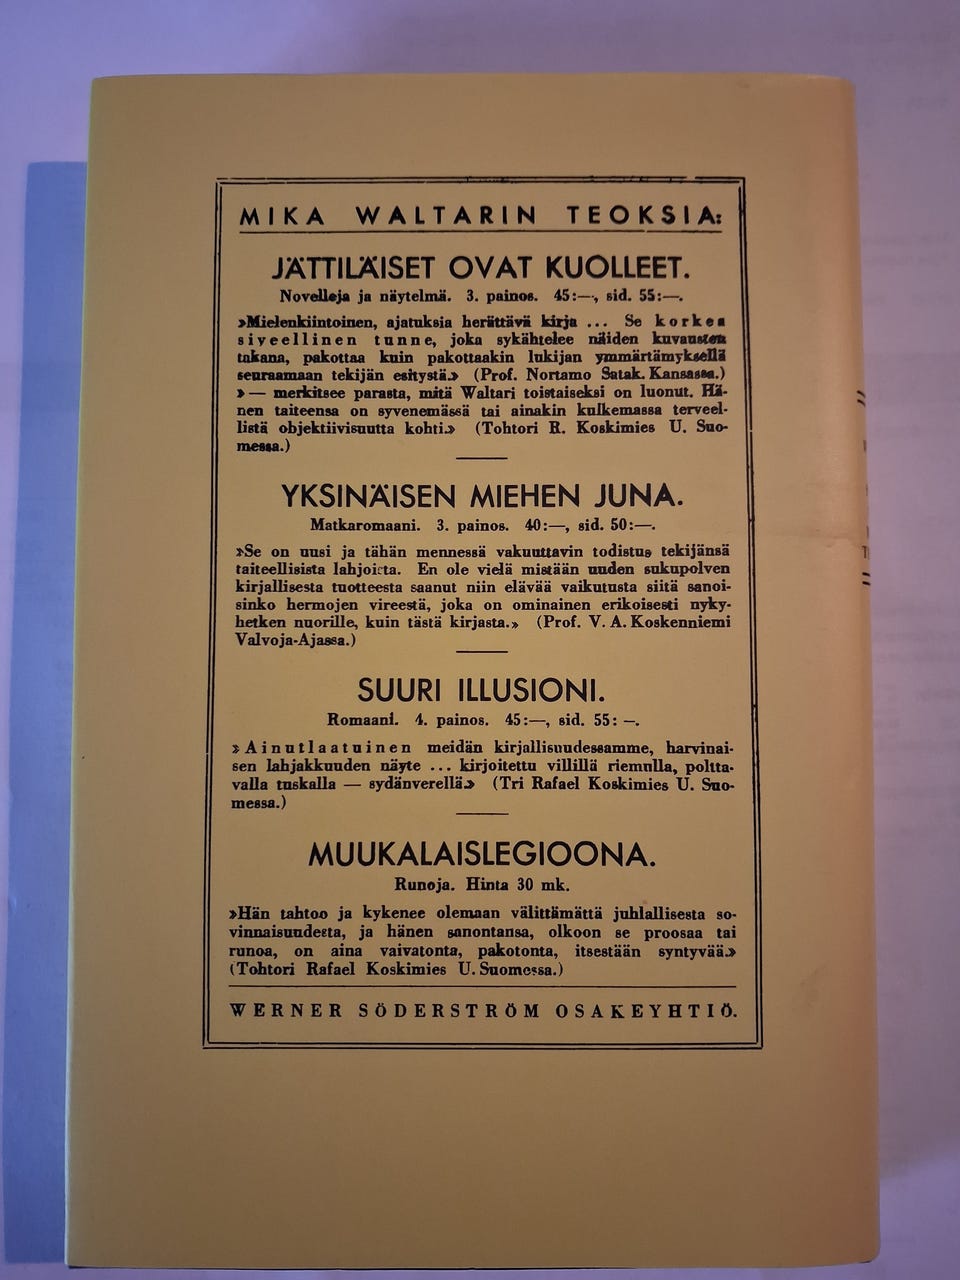 MIKA WALTARIN TEOKSIA:
JÄTTILÄISET OVAT KUOLLEET.
Novelleja ja näytelmä. 3. painos. 45:—, sid. 55:—.
»Mielenkiintoinen, ajatuksia herättävä kirja ... Se korkea
siveellinen tunne, joka sykähtelee näiden kuvausten
takana, pakottaa kuin pakottaakin lukijan ymmärtämyksellä
seuraamaan tekijän esitystä.» (Prof. Nortamo Satak. Kansassa.)
» — merkitsee parasta, mitä Waltari toistaiseksi on luonut. Hä-
nen taiteensa on syvenemässä tai ainakin kulkemassa terveel-
listä objektiivisuutta kohti.» (Tohtori R. Koskimies U. Suo-
messa.)
YKSINÄISEN MIEHEN JUNA.
Matkaromaani. 3. painos. 40:—, sid. 50:—.
»Se on uusi ja tähän mennessä vakuuttavin todistus tekijänsä
taiteellisista lahjoista. En ole vielä mistään uuden sukupolven
kirjallisesta tuotteesta saanut niin elävää vaikutusta siitä sanoi-
sinko hermojen vireestä, joka on ominainen erikoisesti nyky-
hetken nuorille, kuin tästä kirjasta.» (Prof. V. A. Koskenniemi
Valvoja-Ajassa.)
SUURI ILLUSIONI.
Romaani. 4. painos. 45:—, sid. 55: —.
»Ainutlaatuinen meidän kirjallisuudessamme, harvinai-
sen lahjakkuuden näyte ... kirjoitettu villillä riemulla, poltta-
valla tuskalla — sydänverellä.» (Tri Rafael Koskimies U. Suo-
messa.)
MUUKALAISLEGIOONA.
Runoja. Hinta 30 mk.
»Hän tahtoo ja kykenee olemaan välittämättä juhlallisesta so-
vinnaisuudesta, ja hänen sanontansa, olkoon se proosaa tai
runoa, on aina vaivatonta, pakotonta, itsestään syntyvää.»
(Tohtori Rafael Koskimies U. Suomessa.)
WERNER SÖDERSTRÖM OSAKEYHTIÖ.